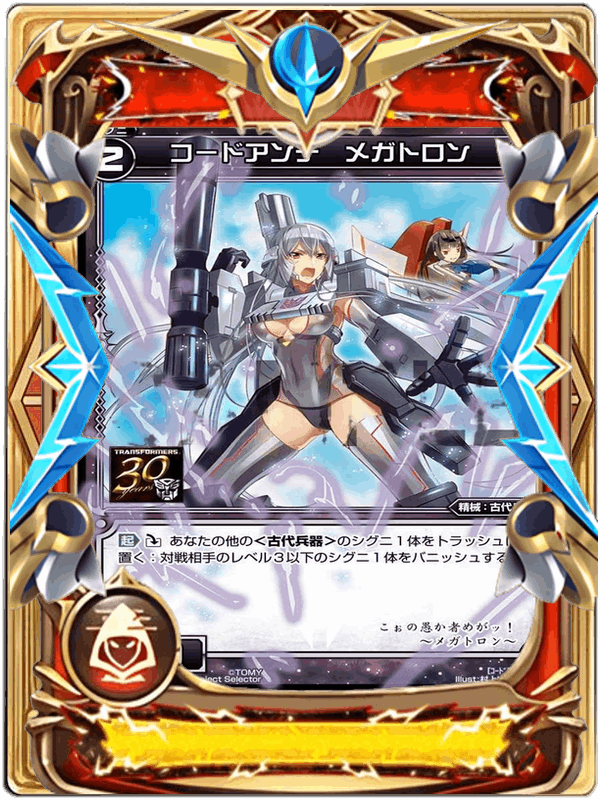 2
コードアンチ メガトロン
TRANSFORMERS
30
Years
精械:古代
起 あなたの他の<古代兵器>のシグニ1体をトラッシュに
置く:対戦相手のレベル3以下のシグニ1体をバニッシュする
こぉの愚か者めがッ!
~メガトロン~
©TOMY
lect Selector
Illust:村上